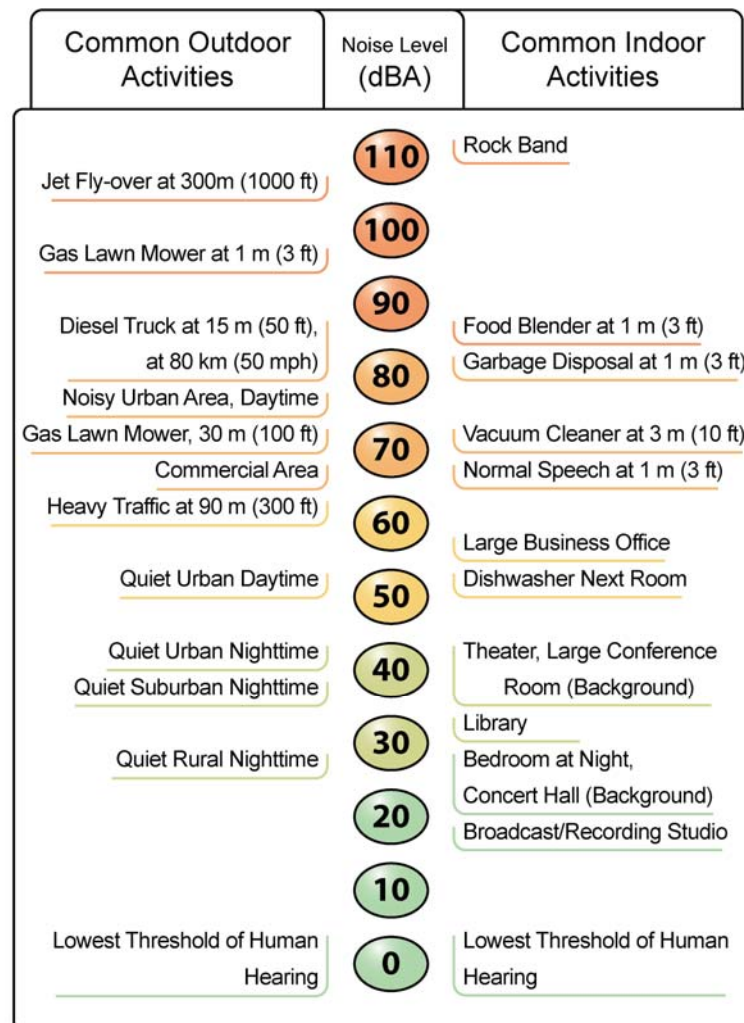 Common Outdoor
Activities
Noise Level
(dBA)
Common Indoor
Activities
110
Rock Band
Jet Fly-over at 300m (1000 ft)
100
Gas Lawn Mower at 1 m (3 ft)
90
Diesel Truck at 15 m (50 ft),
at 80 km (50 mph)
Food Blender at 1 m (3 ft)
80
Garbage Disposal at 1 m (3 ft)
Noisy Urban Area, Daytime
Gas Lawn Mower, 30 m (100 ft)
70
Vacuum Cleaner at 3 m (10 ft)
Commercial Area
Normal Speech at 1 m (3 ft)
Heavy Traffic at 90 m (300 ft)
60
Large Business Office
Quiet Urban Daytime
50
Dishwasher Next Room
Quiet Urban Nighttime
40
Theater, Large Conference
Room (Background)
Quiet Suburban Nighttime
30
Library
Quiet Rural Nighttime
Bedroom at Night,
Concert Hall (Background)
20
Broadcast/Recording Studio
10
Lowest Threshold of Human
Hearing
0
Lowest Threshold of Human
Hearing